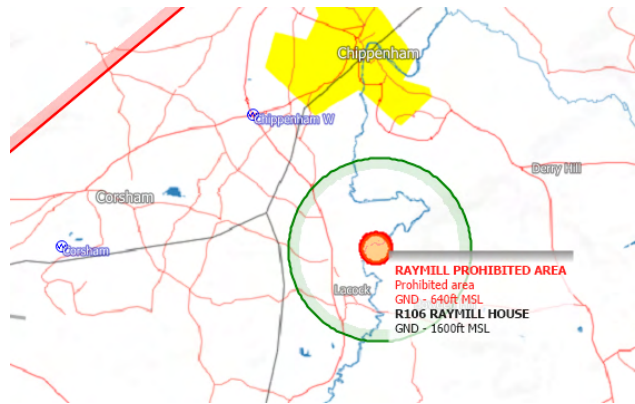 Chippenham
Chippenham W
Derry Hill
Corsham
Corsham
RAYMILL PROHIBITED AREA
Prohibited area
Lacock
GND - 640ft MSL
R106 RAYMILL HOUSE
GND - 1600ft MSL